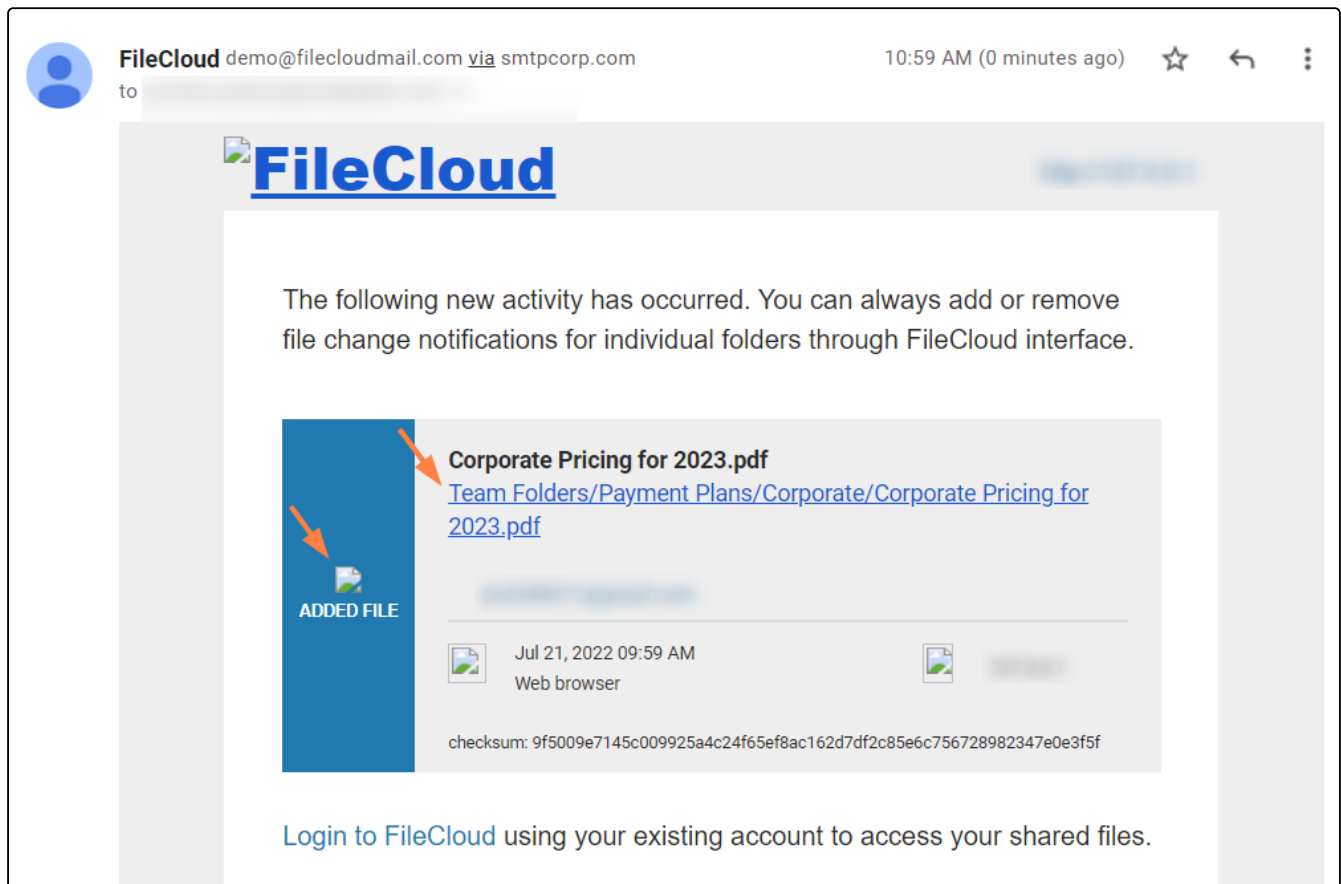 FileCloud demo@filecloudmail.com via smtpcorp.com 10:59 AM (0 minutes ago)
to
FileCloud
The following new activity has occurred. You can always add or remove
file change notifications for individual folders through FileCloud interface.
Corporate Pricing for 2023.pdf
Team Folders/Payment Plans/Corporate/Corporate Pricing for
2023.pdf
ADDED FILE
Jul 21, 2022 09:59 AM
Web browser
checksum: 9f5009e7145c009925a4c24f65ef8ac162d7df2c85e6c756728982347e0e3f5f
Login to FileCloud using your existing account to access your shared files.